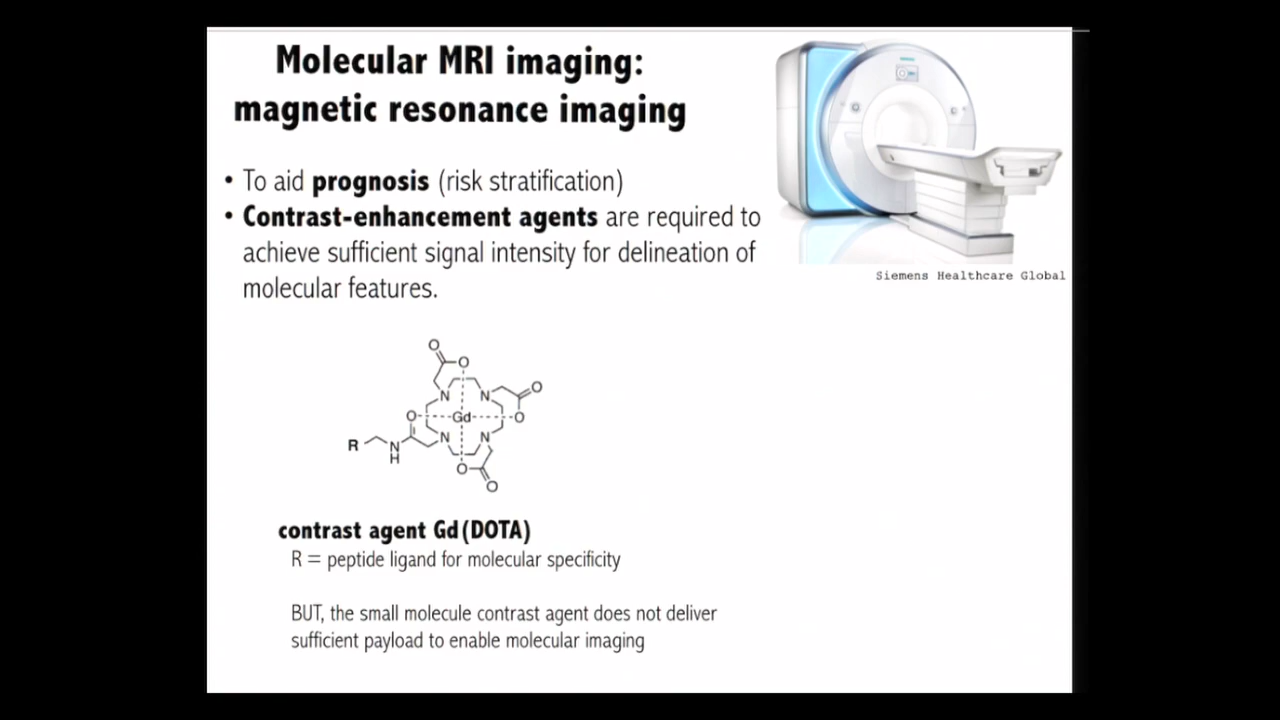 Molecular MRI imaging:
magnetic resonance imaging
• To aid prognosis (risk stratification)
• Contrast-enhancement agents are required to
achieve sufficient signal intensity for delineation of
molecular features.
Siemens Healthcare Global
O
O
N
N
O
O
Gd
O
R
N
H
N
N
O
O
contrast agent Gd(DOTA)
R = peptide ligand for molecular specificity
BUT, the small molecule contrast agent does not deliver
sufficient payload to enable molecular imaging